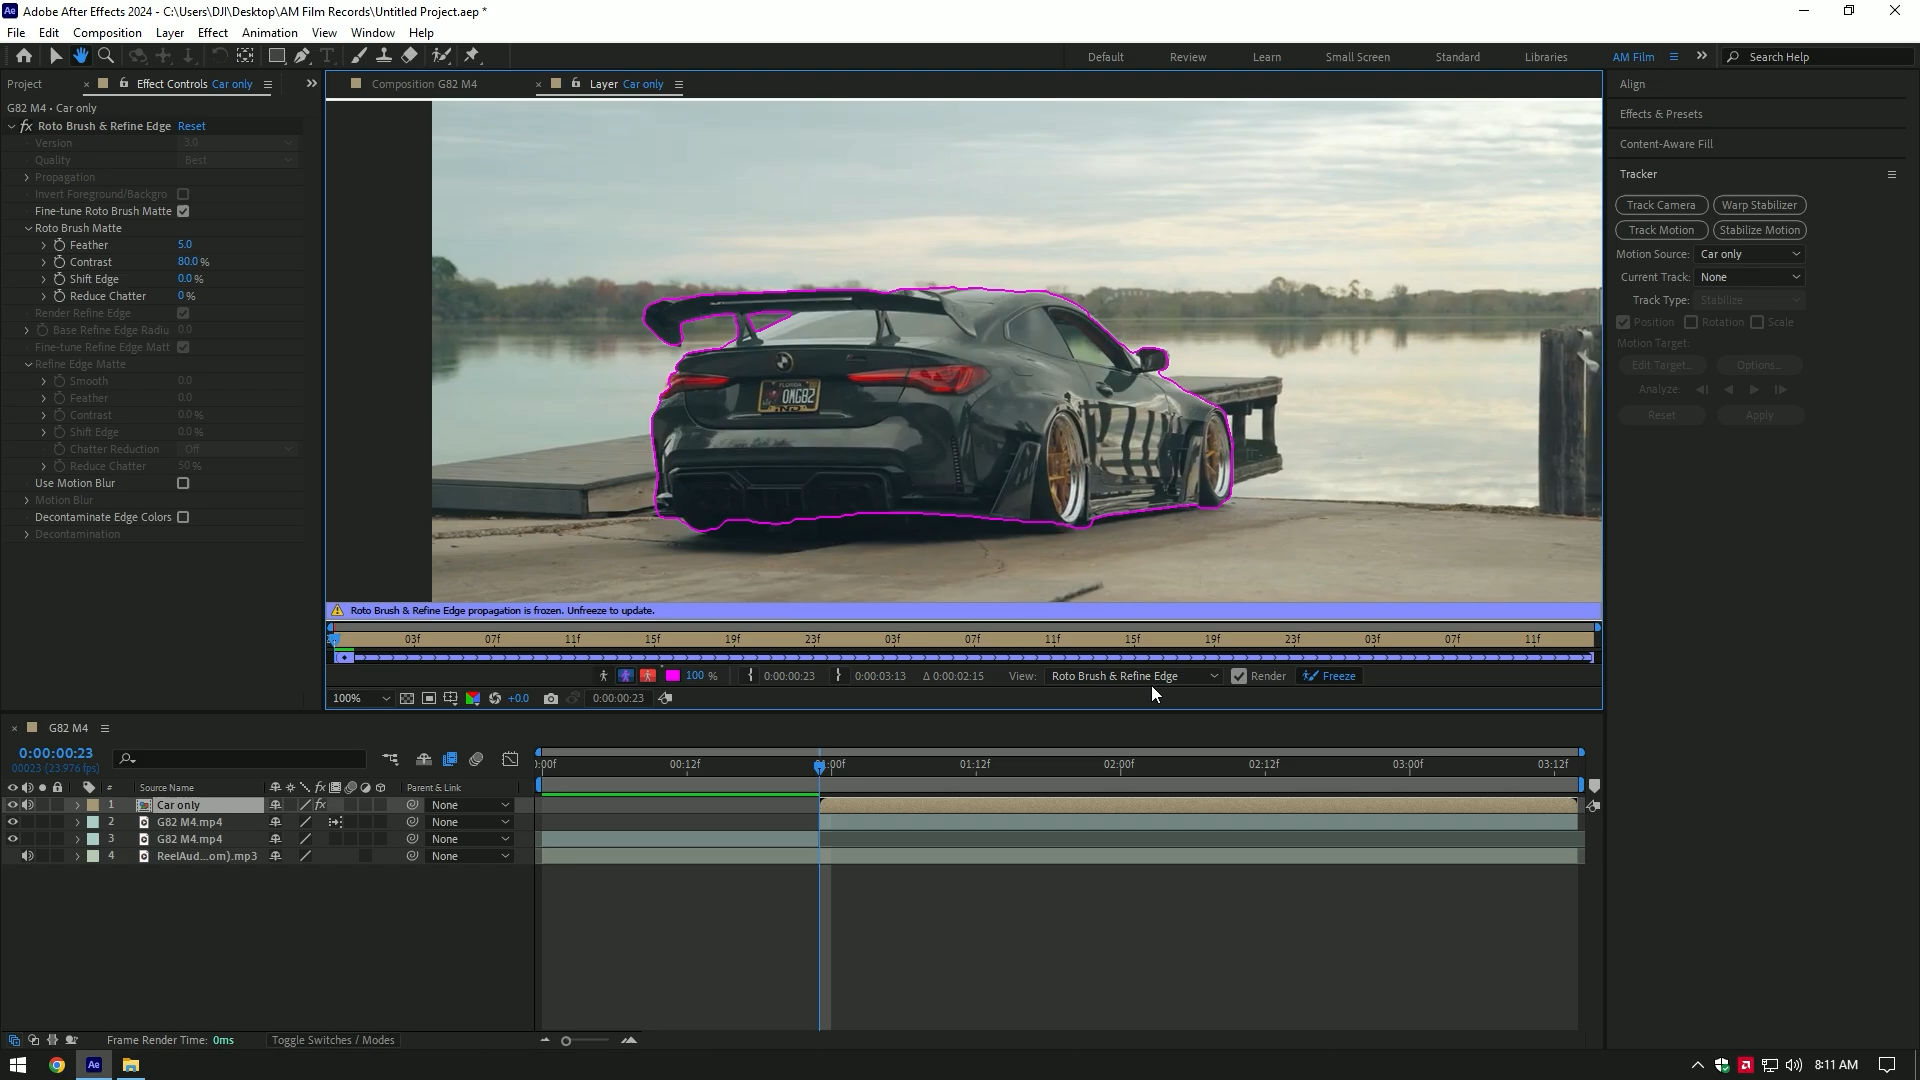 Adobe After Effects 2024 - C:\Users\DJI\Desktop\AM Film Records\Untitled Project.aep *
File Edit Composition Layer Effect Animation View Window Help
Default Review Learn Small Screen Standard Libraries AM Film Search Help
Project Effect Controls Car only
G82 M4 • Car only
fx Roto Brush & Refine Edge Reset
Version 3.0
Quality Best
Propagation
Invert Foreground/Backgro
Fine-tune Roto Brush Matte
Roto Brush Matte
Feather 5.0
Contrast 80.0 %
Shift Edge 0.0 %
Reduce Chatter 0 %
Render Refine Edge
Base Refine Edge Radiu 0.0
Fine-tune Refine Edge Matt
Refine Edge Matte
Smooth 0.0
Feather 0.0
Contrast 0.0 %
Shift Edge 0.0 %
Chatter Reduction Off
Reduce Chatter 50 %
Use Motion Blur
Motion Blur
Decontaminate Edge Colors
Decontamination
Composition G82 M4 Layer Car only
FLORIDA
OMG82
Roto Brush & Refine Edge propagation is frozen. Unfreeze to update.
03f 07f 11f 15f 19f 23f 03f 07f 11f 15f 19f 23f 03f 07f 11f
100 % 0:00:00:23 0:00:03:13 Δ 0:00:02:15 View: Roto Brush & Refine Edge Render Freeze
100% +0.0 0:00:00:23
Align
Effects & Presets
Content-Aware Fill
Tracker
Track Camera Warp Stabilizer
Track Motion Stabilize Motion
Motion Source: Car only
Current Track: None
Track Type: Stabilize
Position Rotation Scale
Motion Target:
Edit Target... Options...
Analyze:
Reset Apply
G82 M4
0:00:00:23
00023 (23.976 fps)
:00f 00:12f 01:00f 01:12f 02:00f 02:12f 03:00f 03:12f
# Source Name fx Parent & Link
1 Car only fx None
2 G82 M4.mp4 None
3 G82 M4.mp4 None
4 ReelAud...om).mp3 None
Frame Render Time: 0ms Toggle Switches / Modes
Ae 8:11 AM